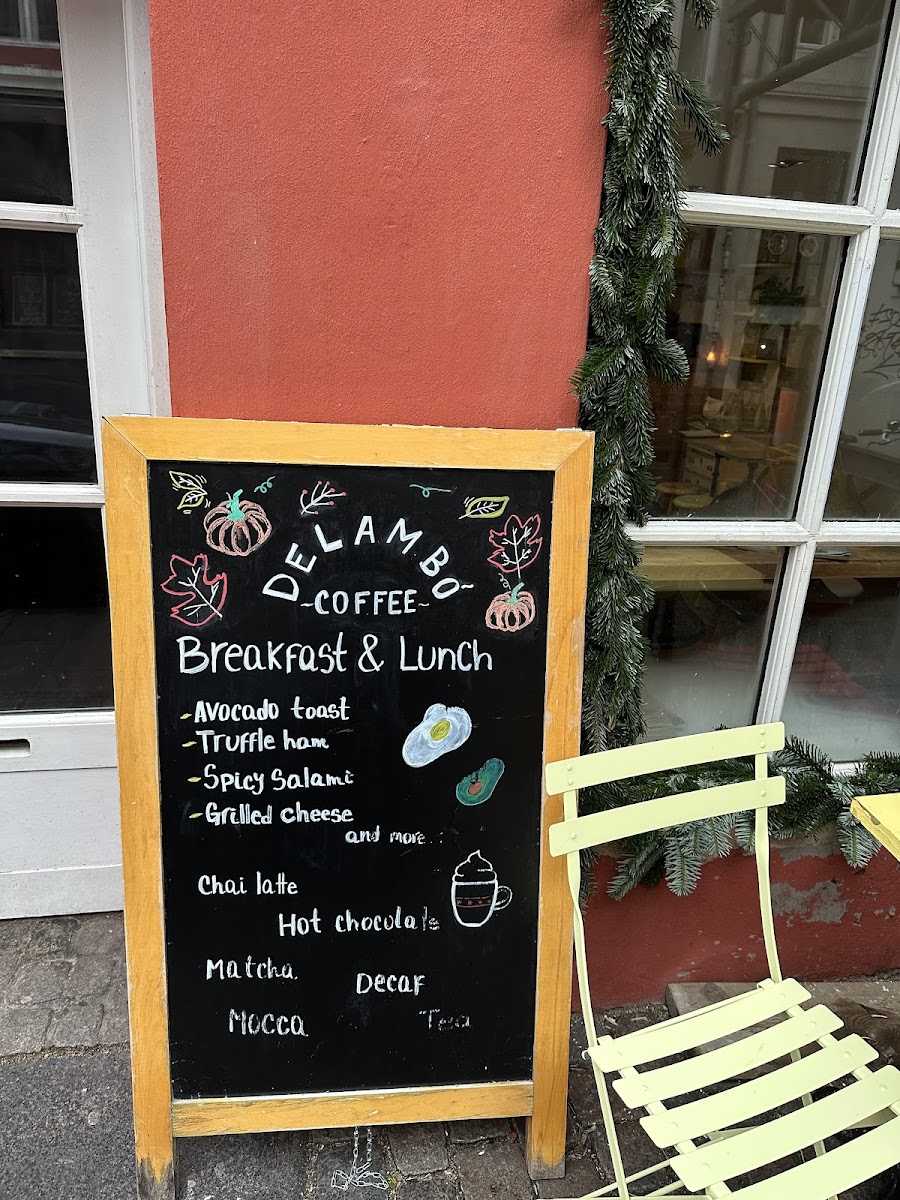 DELAMBO
~COFFEE~
Breakfast & Lunch
- Avocado toast
- Truffle ham
- Spicy Salami
- Grilled cheese
and more...
Chai latte
Hot chocolate
Matcha
Decaf
Mocca
Tea